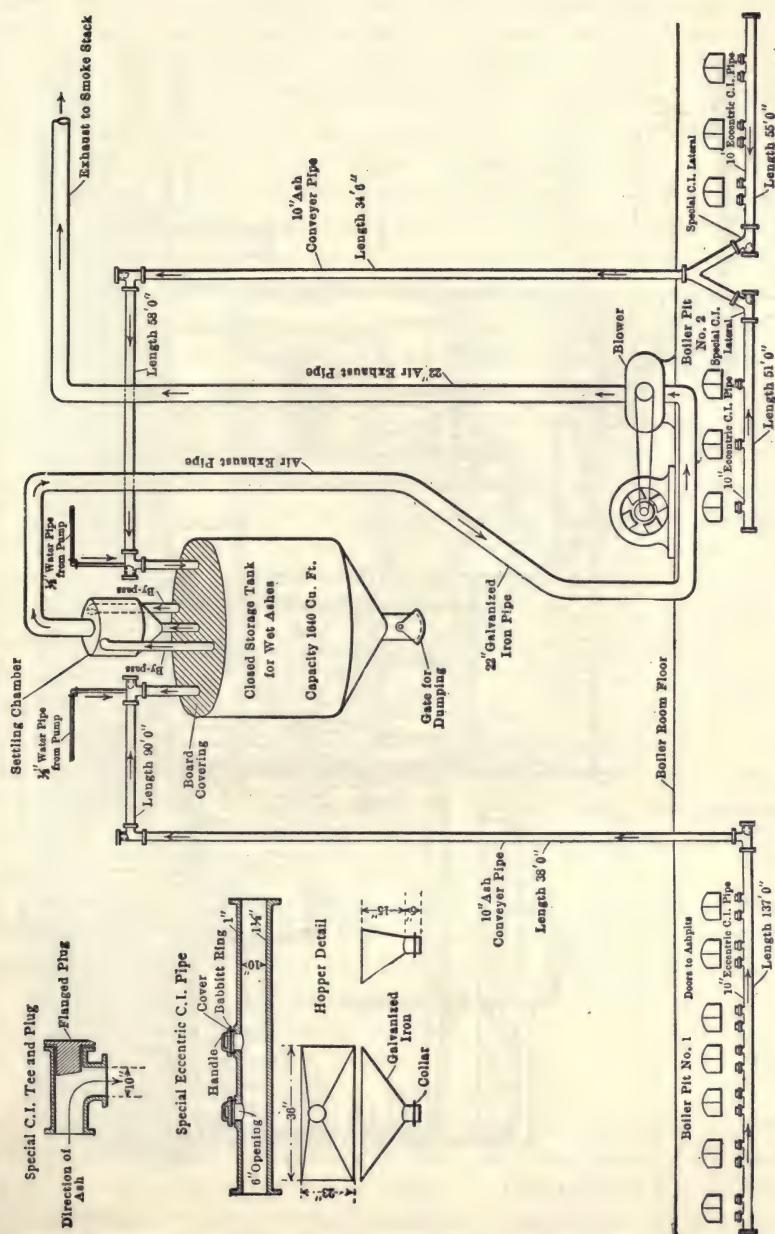 Special C.I. Tee and Plug
Direction of
Ash
Flanged Plug
10"
Special Eccentric C.I. Pipe
Handle
Cover
Babbitt Ring
1"
10"
1¼"
6" Opening
Hopper Detail
36"
23"
Galvanized
Iron
Collar
15"
Settling Chamber
¾" Water Pipe
from Pump
By-pass
By-pass
¾" Water Pipe
from Pump
Length 90'0"
Board
Covering
Closed Storage Tank
for Wet Ashes
Capacity 1640 Cu. Ft.
Gate for
Dumping
Length 58'0"
Air Exhaust Pipe
22" Galvanized
Iron Pipe
22" Air Exhaust Pipe
Exhaust to Smoke Stack
10" Ash
Conveyer Pipe
Length 34'6"
Blower
10" Ash
Conveyer Pipe
Length 38'0"
Boiler Room Floor
Boiler Pit No. 1
Doors to Ashpits
10" Eccentric C.I. Pipe
Length 137'0"
Boiler Pit
No. 2
Special C.I.
Lateral
10" Eccentric C.I. Pipe
Length 51'0"
Special C.I. Lateral
10" Eccentric C.I. Pipe
Length 55'0"